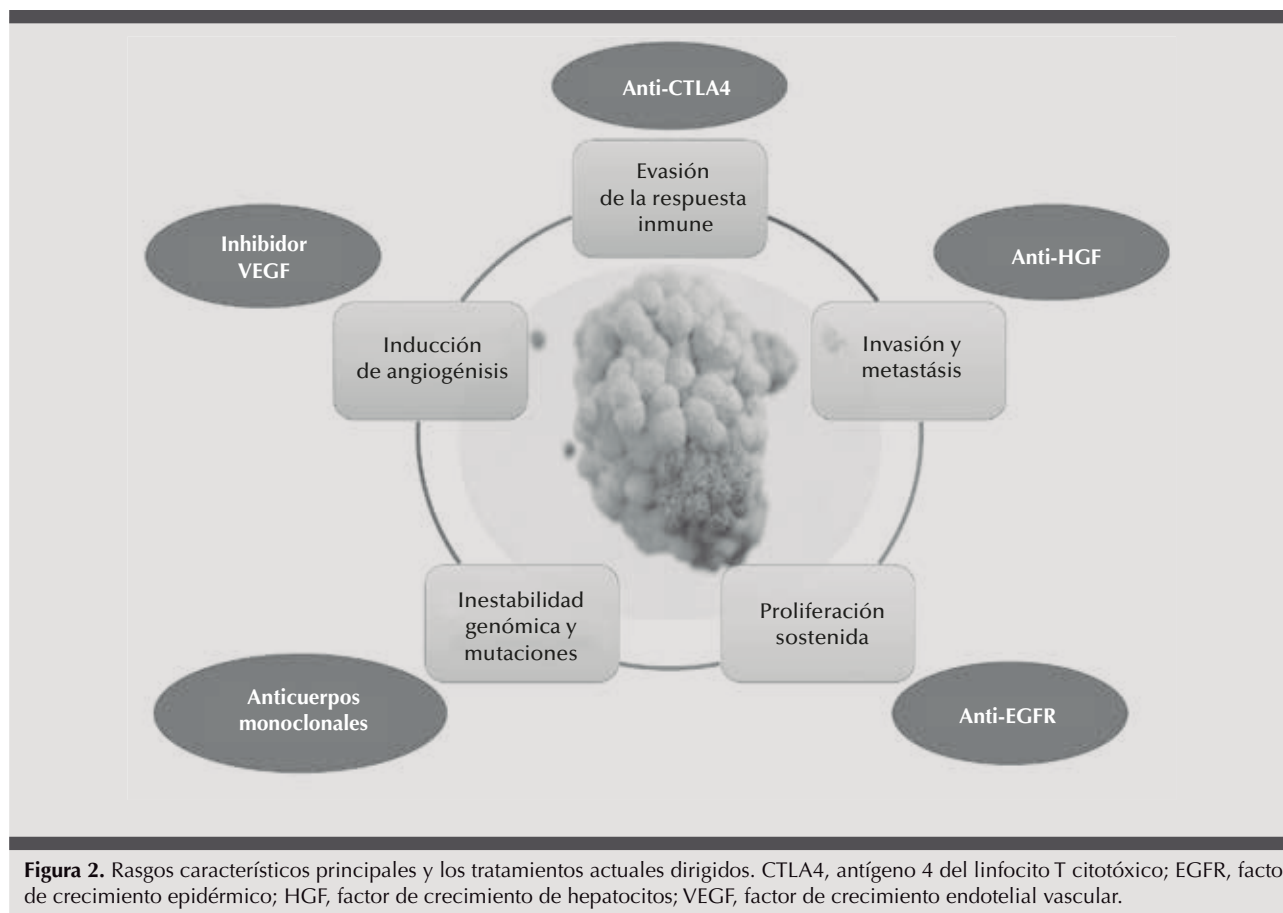 Anti-CTLA4
Evasión
de la respuesta
inmune
Inhibidor
VEGF
Anti-HGF
Inducción
de angiogénisis
Invasión y
metastásis
Inestabilidad
genómica y
mutaciones
Proliferación
sostenida
Anticuerpos
monoclonales
Anti-EGFR
Figura 2. Rasgos característicos principales y los tratamientos actuales dirigidos. CTLA4, antígeno 4 del linfocito T citotóxico; EGFR, facto
de crecimiento epidérmico; HGF, factor de crecimiento de hepatocitos; VEGF, factor de crecimiento endotelial vascular.